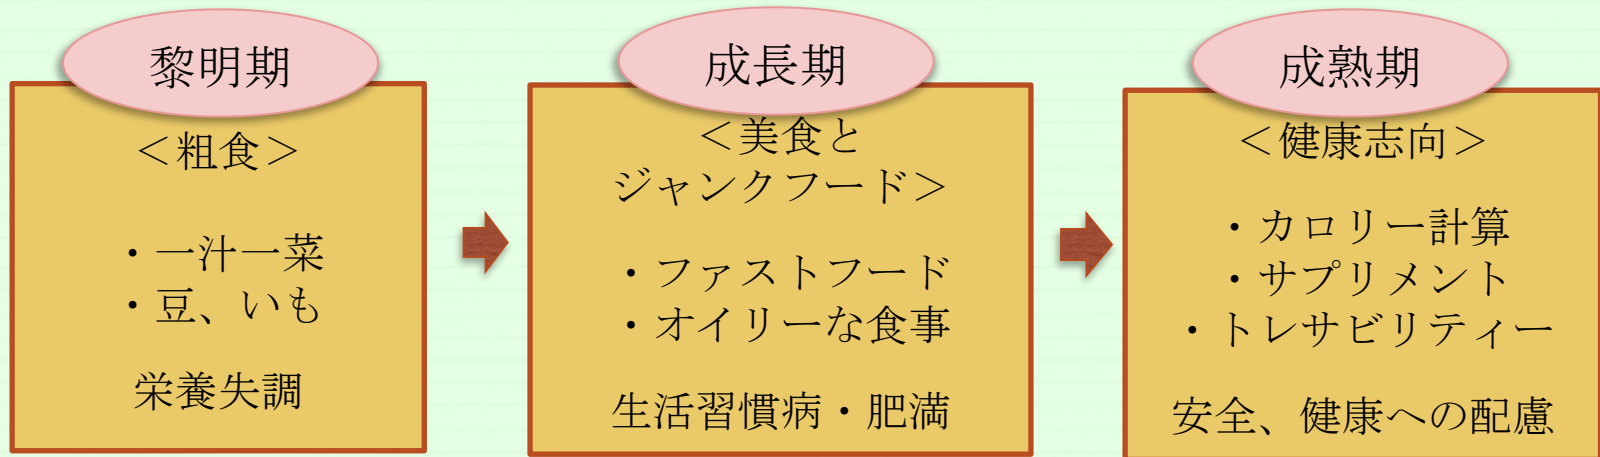 黎明期
＜粗食＞
・一汁一菜
・豆、いも
栄養失調
成長期
＜美食と
ジャンクフード＞
・ファストフード
・オイリーな食事
生活習慣病・肥満
成熟期
＜健康志向＞
・カロリー計算
・サプリメント
・トレサビリティー
安全、健康への配慮